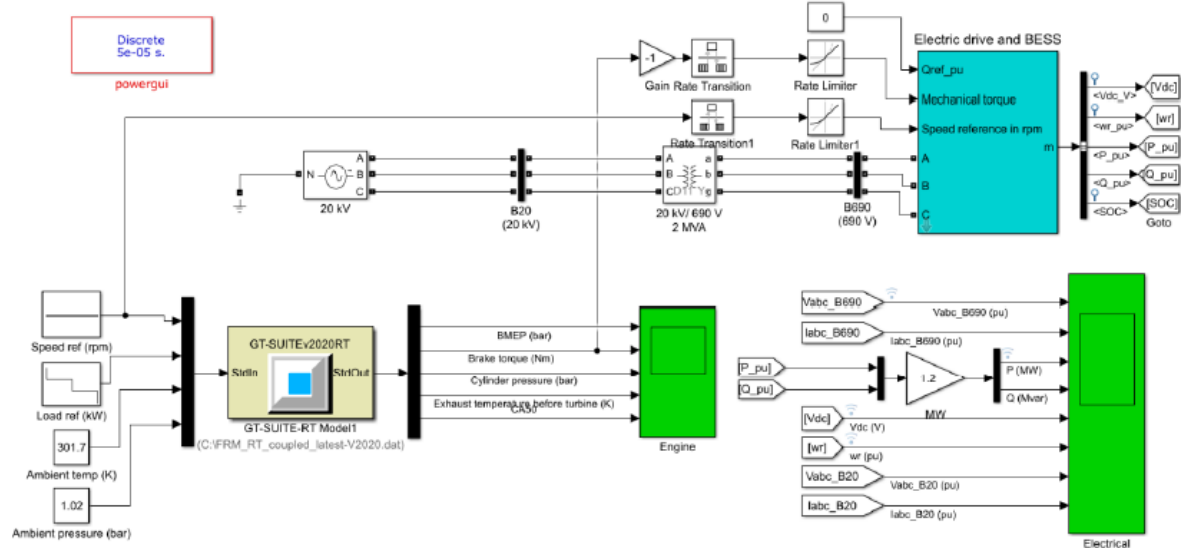 Discrete
5e-05 s.
powergui
0
-1
Gain
Rate Transition
Rate Limiter
Rate Transition1
Rate Limiter1
Electric drive and BESS
Qref_pu
Mechanical torque
Speed reference in rpm
A
B
C
m
<Vdc_V>
[Vdc]
<wr_pu>
[wr]
<P_pu>
[P_pu]
<Q_pu>
[Q_pu]
<SOC>
[SOC]
Goto
N
A
B
C
20 kV
B20
(20 kV)
A
B
C
a
b
c
20 kV/ 690 V
2 MVA
B690
(690 V)
Speed ref (rpm)
Load ref (kW)
301.7
Ambient temp (K)
1.02
Ambient pressure (bar)
GT-SUITEv2020RT
StdIn
StdOut
GT-SUITE-RT Model1
(C:\FRM_RT_coupled_latest-V2020.dat)
BMEP (bar)
Brake torque (Nm)
Cylinder pressure (bar)
Exhaust temperature before turbine (K)
CA50
Engine
Vabc_B690
Vabc_B690 (pu)
Iabc_B690
Iabc_B690 (pu)
[P_pu]
[Q_pu]
1.2
MW
P (MW)
Q (Mvar)
[Vdc]
Vdc (V)
[wr]
wr (pu)
Vabc_B20
Vabc_B20 (pu)
Iabc_B20
Iabc_B20 (pu)
Electrical